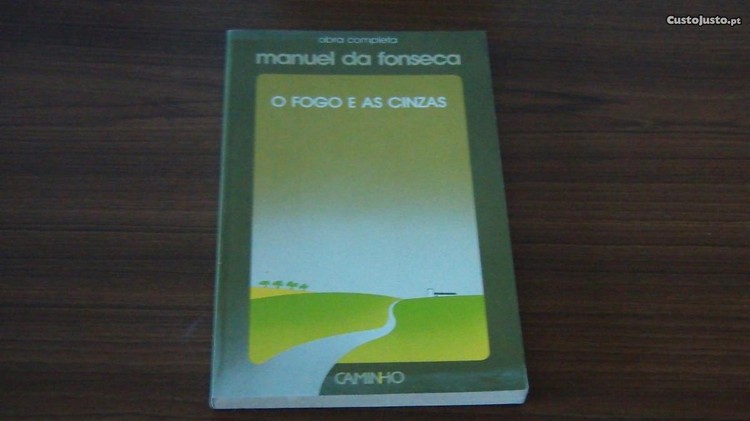 CustoJusto.pt
obra completa
manuel da fonseca
O FOGO E AS CINZAS
CAMINHO